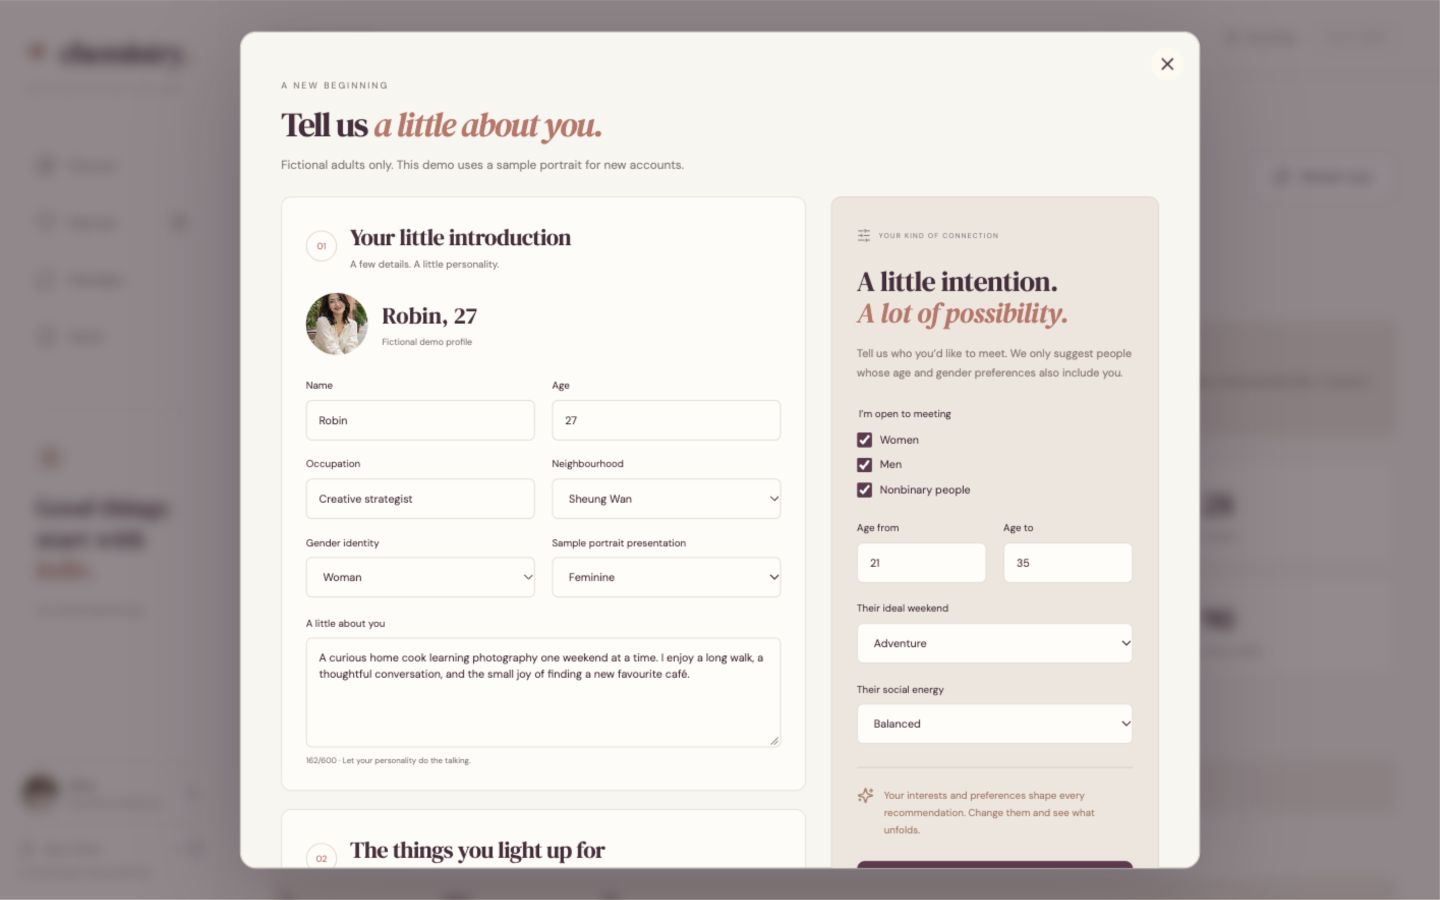 A NEW BEGINNING
Tell us a little about you.
Fictional adults only. This demo uses a sample portrait for new accounts.
01
Your little introduction
A few details. A little personality.
Robin, 27
Fictional demo profile
Name
Age
Robin
27
Occupation
Neighbourhood
Creative strategist
Sheung Wan
Gender identity
Sample portrait presentation
Woman
Feminine
A little about you
A curious home cook learning photography one weekend at a time. I enjoy a long walk, a
thoughtful conversation, and the small joy of finding a new favourite café.
162/600 · Let your personality do the talking.
02
The things you light up for
YOUR KIND OF CONNECTION
A little intention.
A lot of possibility.
Tell us who you’d like to meet. We only suggest people
whose age and gender preferences also include you.
I’m open to meeting
Women
Men
Nonbinary people
Age from
Age to
21
35
Their ideal weekend
Adventure
Their social energy
Balanced
Your interests and preferences shape every
recommendation. Change them and see what
unfolds.
chemistry.
Good things
start with
hello.